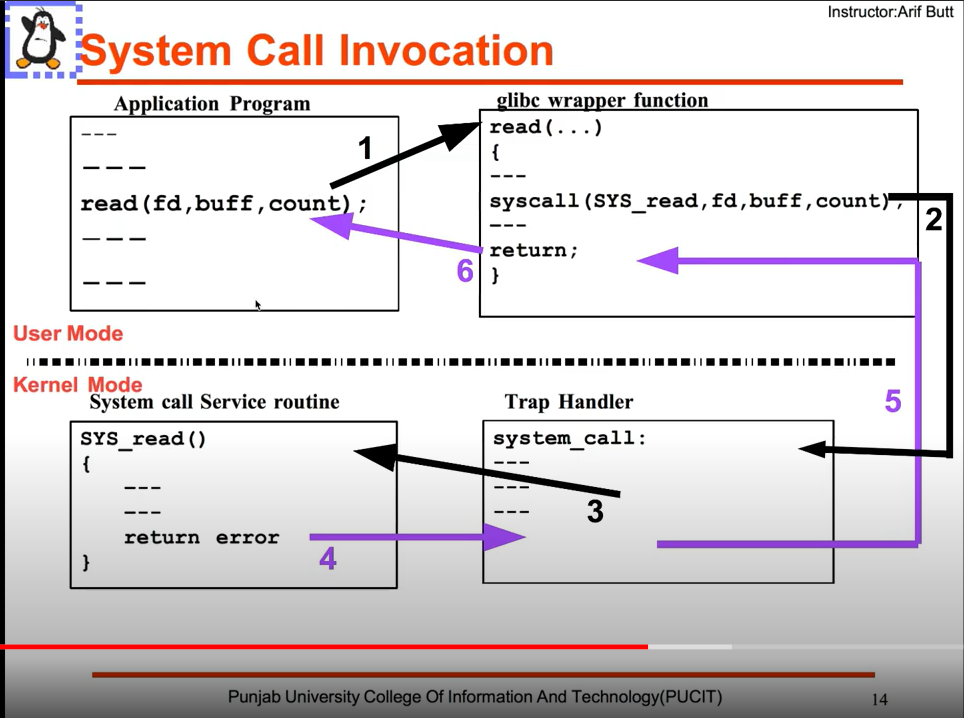 Instructor:Arif Butt
System Call Invocation
Application Program
---
---
read(fd,buff,count);
---
---
1
glibc wrapper function
read(...)
{
---
syscall(SYS_read,fd,buff,count);
---
return;
}
2
6
User Mode
Kernel Mode
System call Service routine
SYS_read()
{
---
---
return error
}
4
Trap Handler
system_call:
---
---
---
3
5
Punjab University College Of Information And Technology(PUCIT)
14